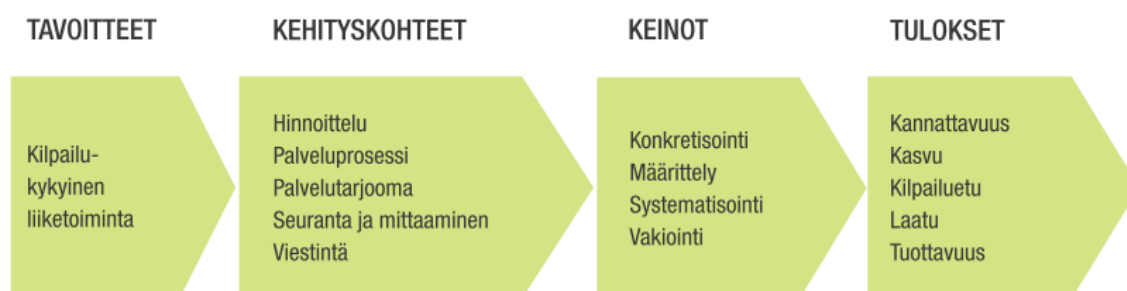 TAVOITTEET
KEHITYSKOHTEET
KEINOT
TULOKSET
Kilpailu-
kykyinen
liiketoiminta
Hinnoittelu
Palveluprosessi
Palvelutarjooma
Seuranta ja mittaaminen
Viestintä
Konkretisointi
Määrittely
Systematisointi
Vakiointi
Kannattavuus
Kasvu
Kilpailuetu
Laatu
Tuottavuus